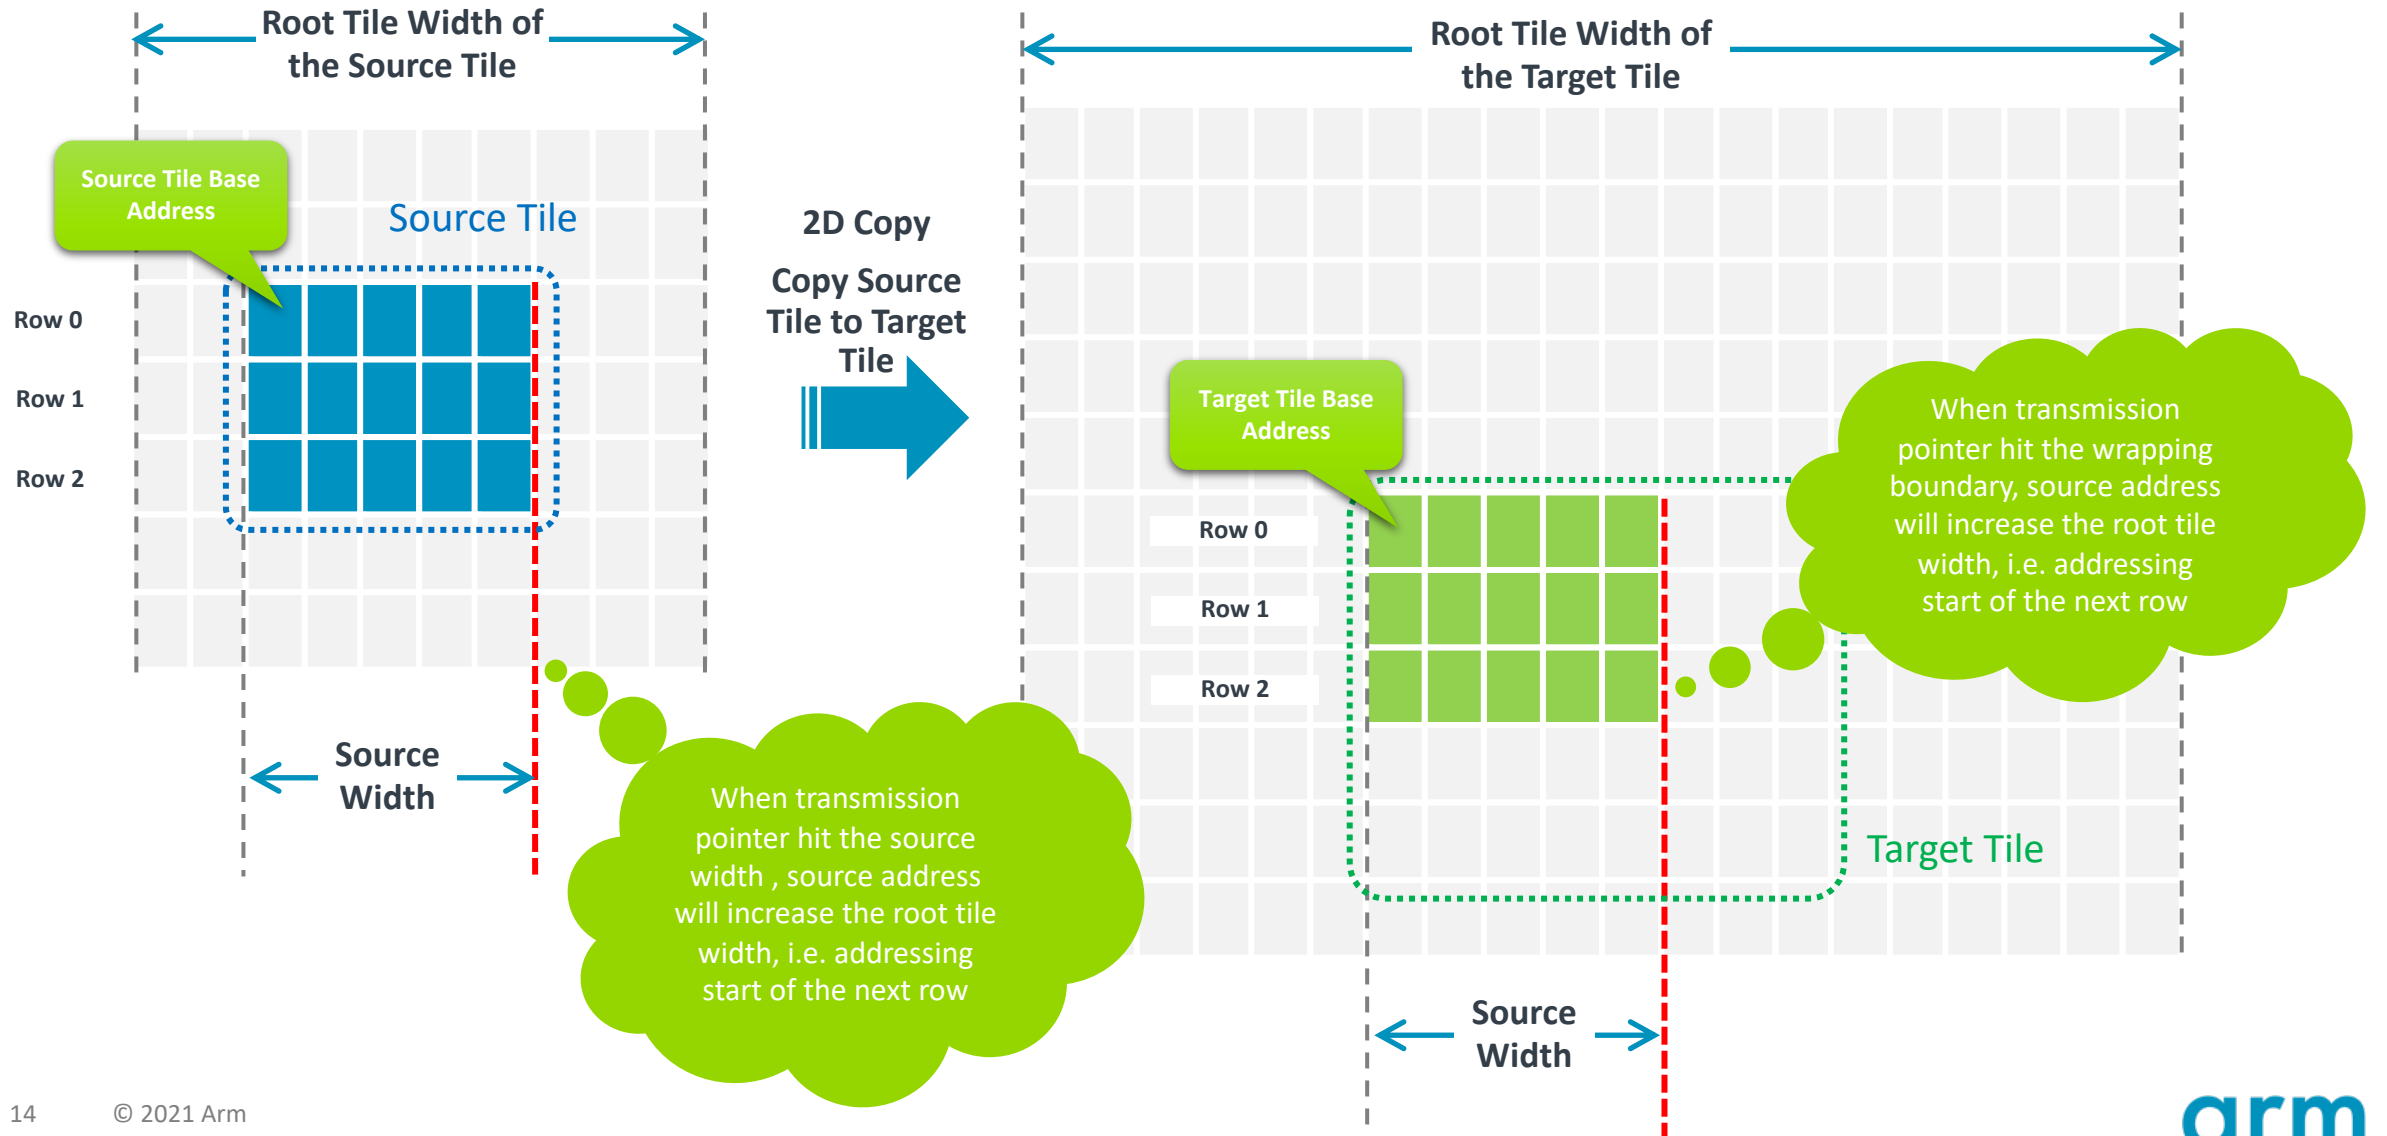 Root Tile Width of
the Source Tile
Root Tile Width of
the Target Tile
Source Tile Base
Address
Source Tile
Row 0
Row 1
Row 2
2D Copy
Copy Source
Tile to Target
Tile
Target Tile Base
Address
When transmission
pointer hit the wrapping
boundary, source address
will increase the root tile
width, i.e. addressing
start of the next row
Row 0
Row 1
Row 2
Source
Width
When transmission
pointer hit the source
width , source address
will increase the root tile
width, i.e. addressing
start of the next row
Target Tile
Source
Width
14
© 2021 Arm
arm